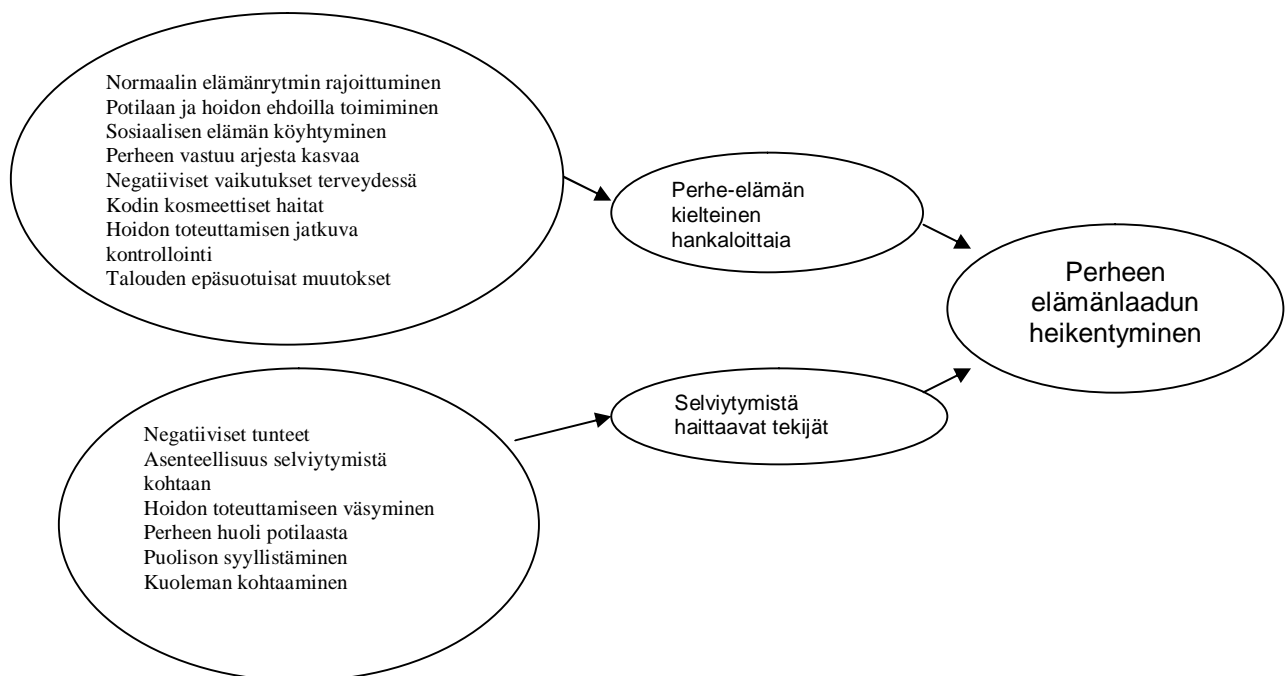 Normaalin elämänrytmin rajoittuminen
Potilaan ja hoidon ehdoilla toimiminen
Sosiaalisen elämän köyhtyminen
Perheen vastuu arjesta kasvaa
Negatiiviset vaikutukset terveydessä
Kodin kosmeettiset haitat
Hoidon toteuttamisen jatkuva
kontrollointi
Talouden epäsuotuisat muutokset
Perhe-elämän
kielteinen
hankaloittaja
Perheen
elämänlaadun
heikentyminen
Negatiiviset tunteet
Asenteellisuus selviytymistä
kohtaan
Hoidon toteuttamiseen väsyminen
Perheen huoli potilaasta
Puolison syyllistäminen
Kuoleman kohtaaminen
Selviytymistä
haittaavat tekijät